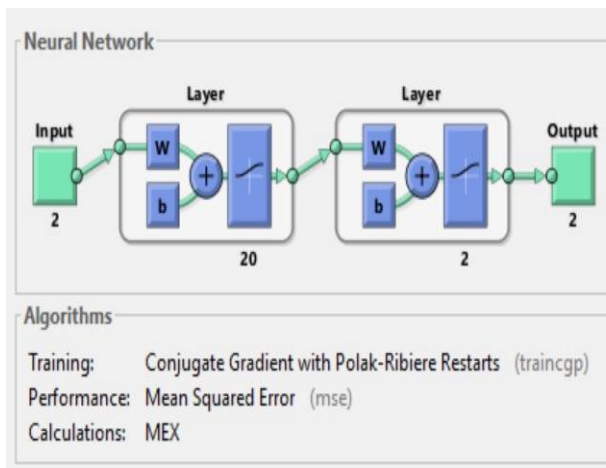 Neural Network
Layer Layer
Input Output
W W
+ +
b b
2 2
20 2
Algorithms
Training: Conjugate Gradient with Polak-Ribiere Restarts (traincgp)
Performance: Mean Squared Error (mse)
Calculations: MEX